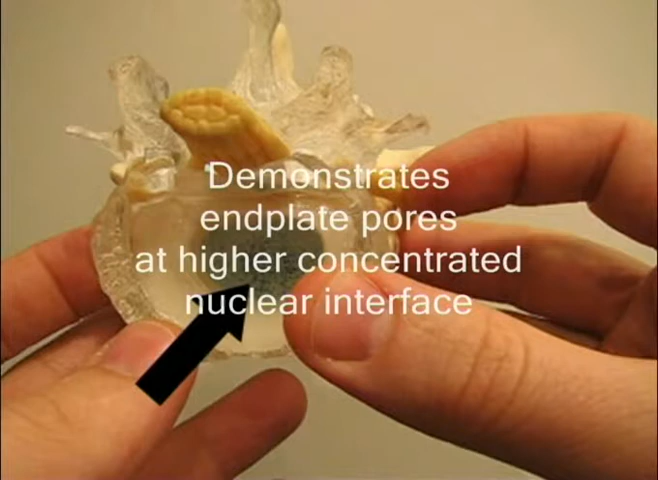 Demonstrates
endplate pores
at higher concentrated
nuclear interface